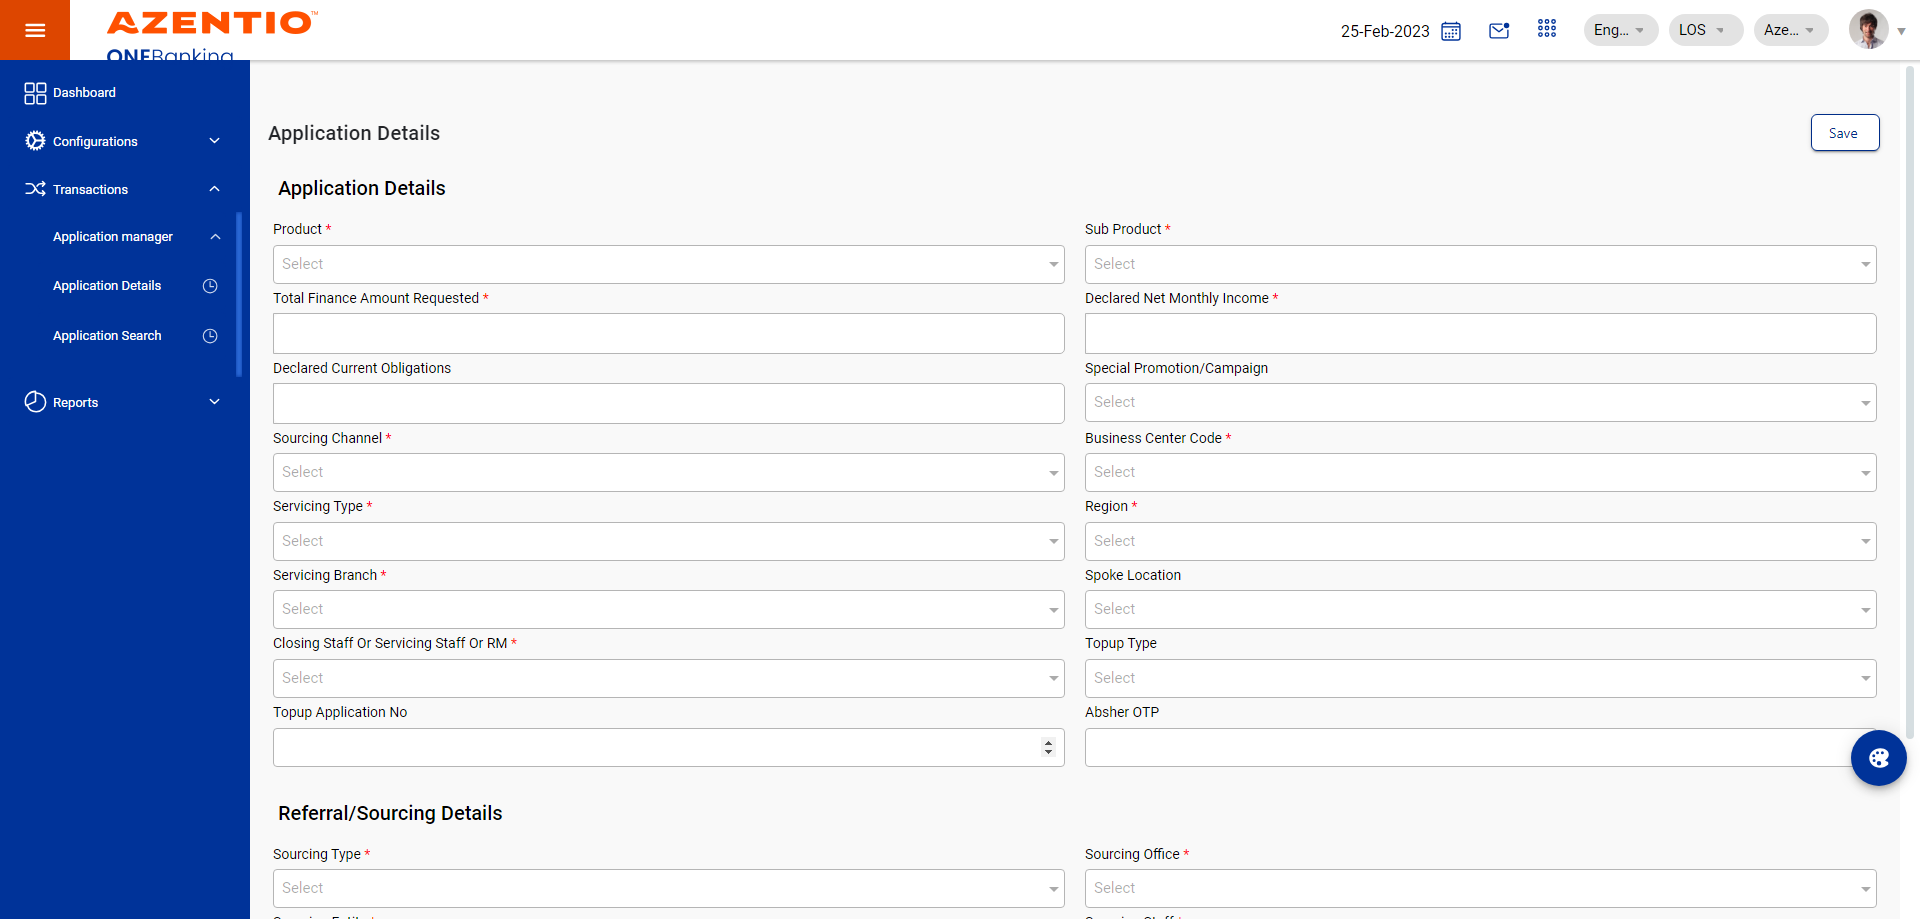 AZENTIO™
ONEBanking
25-Feb-2023
Eng...
LOS
Aze...
Dashboard
Configurations
Transactions
Application manager
Application Details
Application Search
Reports
Application Details
Save
Application Details
Product *
Sub Product *
Select
Select
Total Finance Amount Requested *
Declared Net Monthly Income *
Declared Current Obligations
Special Promotion/Campaign
Select
Sourcing Channel *
Business Center Code *
Select
Select
Servicing Type *
Region *
Select
Select
Servicing Branch *
Spoke Location
Select
Select
Closing Staff Or Servicing Staff Or RM *
Topup Type
Select
Select
Topup Application No
Absher OTP
Referral/Sourcing Details
Sourcing Type *
Sourcing Office *
Select
Select